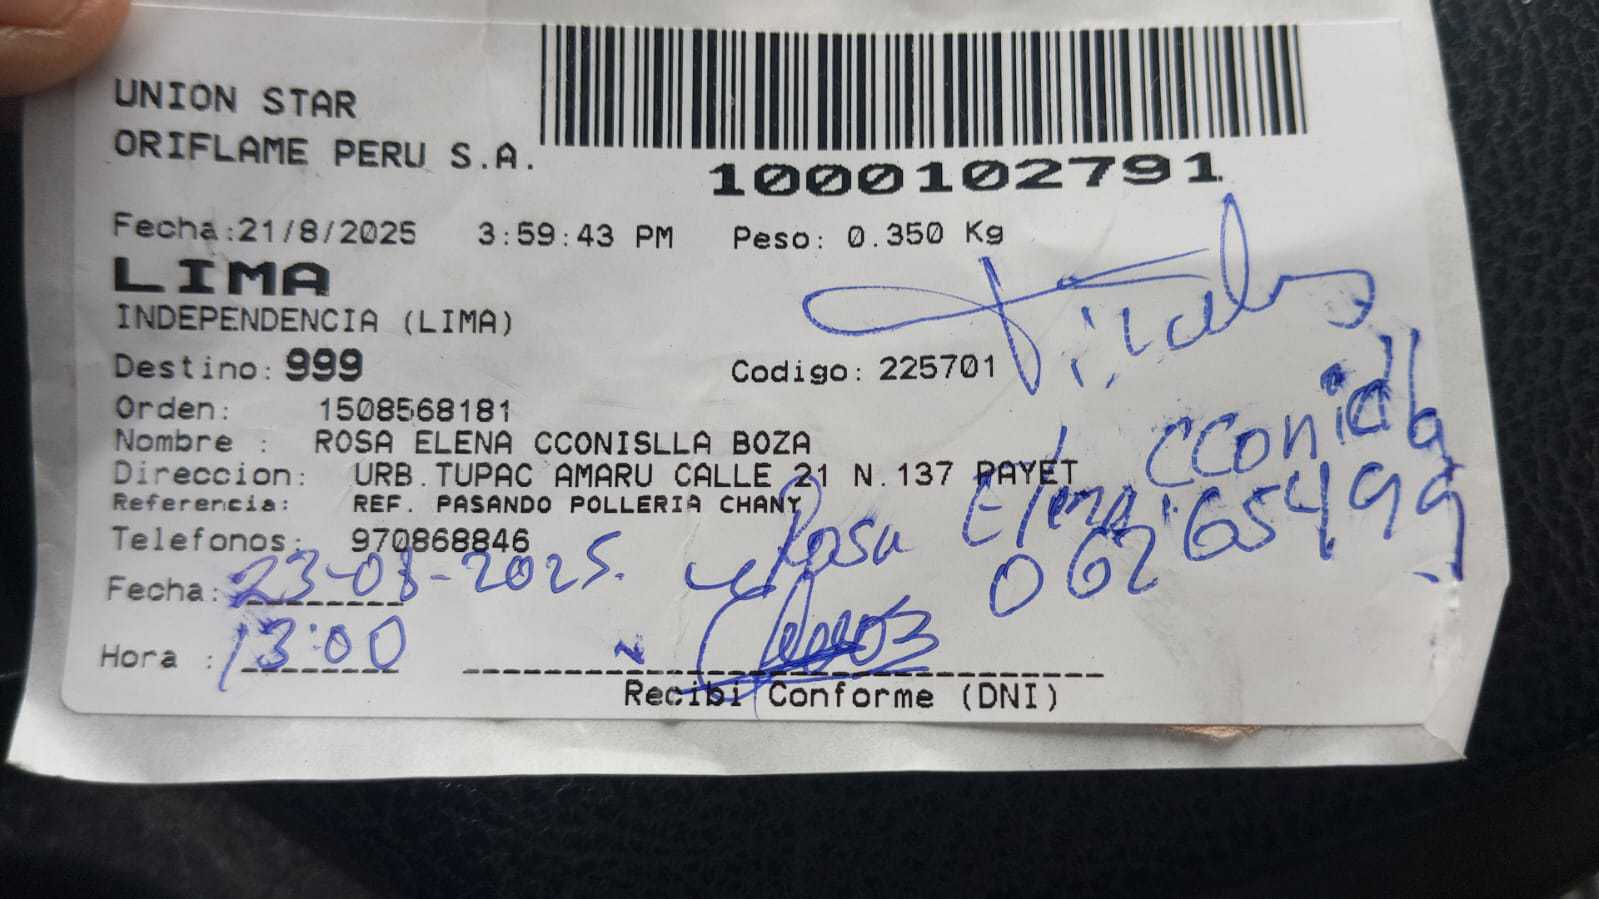 UNION STAR
ORIFLAME PERU S.A.
1000102791
Fecha:21/8/2025 3:59:43 PM Peso: 0.350 Kg
LIMA
INDEPENDENCIA (LIMA)
Destino: 999 Codigo: 225701
Orden: 1508568181
Nombre : ROSA ELENA CCONISLLA BOZA
Direccion: URB.TUPAC AMARU CALLE 21 N.137 PAYET
Referencia: REF. PASANDO POLLERIA CHANY
Telefonos: 970868846
Rosa Elena
Fecha: 23-08-2025.
Hora : 13:00
Recibi Conforme (DNI)